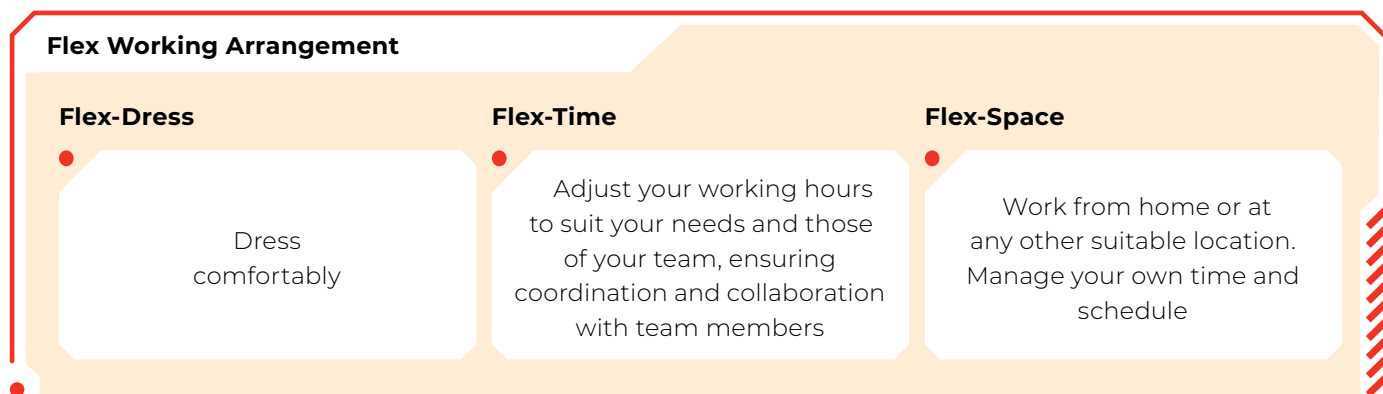 Flex Working Arrangement
Flex-Dress
Dress
comfortably
Flex-Time
Adjust your working hours
to suit your needs and those
of your team, ensuring
coordination and collaboration
with team members
Flex-Space
Work from home or at
any other suitable location.
Manage your own time and
schedule